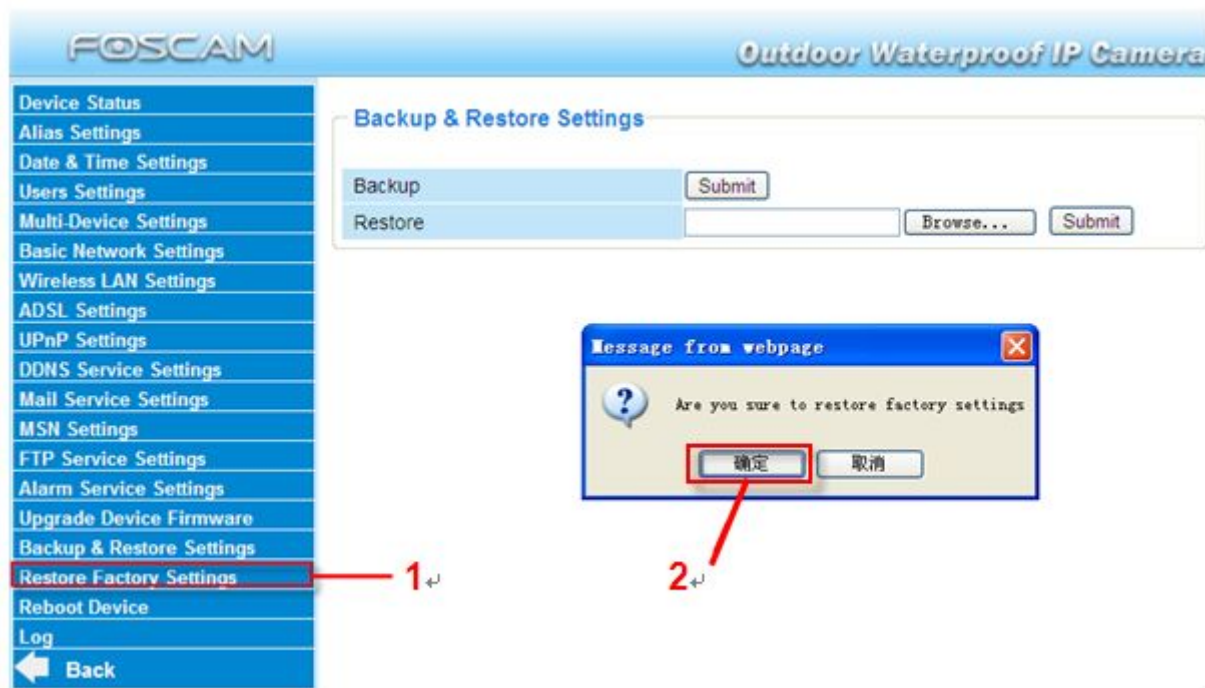 FOSCAM
Outdoor Waterproof IP Camera
Device Status
Alias Settings
Date & Time Settings
Users Settings
Multi-Device Settings
Basic Network Settings
Wireless LAN Settings
ADSL Settings
UPnP Settings
DDNS Service Settings
Mail Service Settings
MSN Settings
FTP Service Settings
Alarm Service Settings
Upgrade Device Firmware
Backup & Restore Settings
Restore Factory Settings
Reboot Device
Log
Back
Backup & Restore Settings
Backup Submit
Restore Browse... Submit
Message from webpage
Are you sure to restore factory settings
确定 取消
1
2